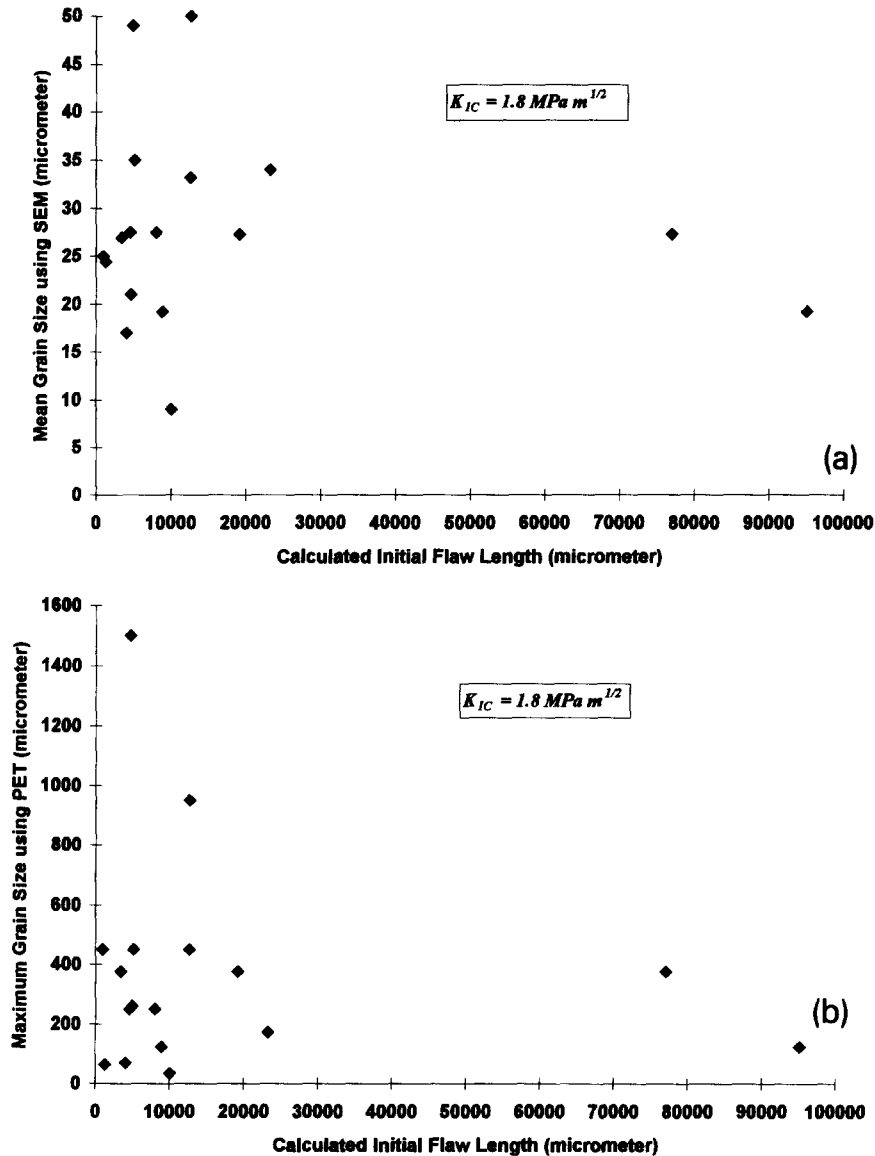 50
45
40
35
30
25
20
15
10
5
0
Mean Grain Size using SEM (micrometer)
K_IC = 1.8 MPa m^1/2
(a)
0 10000 20000 30000 40000 50000 60000 70000 80000 90000 100000
Calculated Initial Flaw Length (micrometer)
1600
1400
1200
1000
800
600
400
200
0
Maximum Grain Size using PET (micrometer)
K_IC = 1.8 MPa m^1/2
(b)
0 10000 20000 30000 40000 50000 60000 70000 80000 90000 100000
Calculated Initial Flaw Length (micrometer)